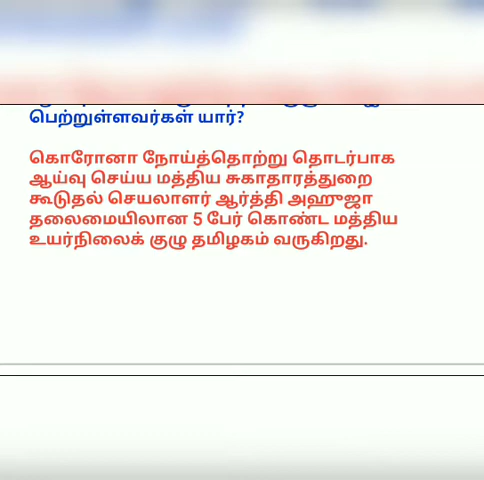 பெற்றுள்ளவர்கள் யார்?
கொரோனா நோய்த்தொற்று தொடர்பாக
ஆய்வு செய்ய மத்திய சுகாதாரத்துறை
கூடுதல் செயலாளர் ஆர்த்தி அஹுஜா
தலைமையிலான 5 பேர் கொண்ட மத்திய
உயர்நிலைக் குழு தமிழகம் வருகிறது.